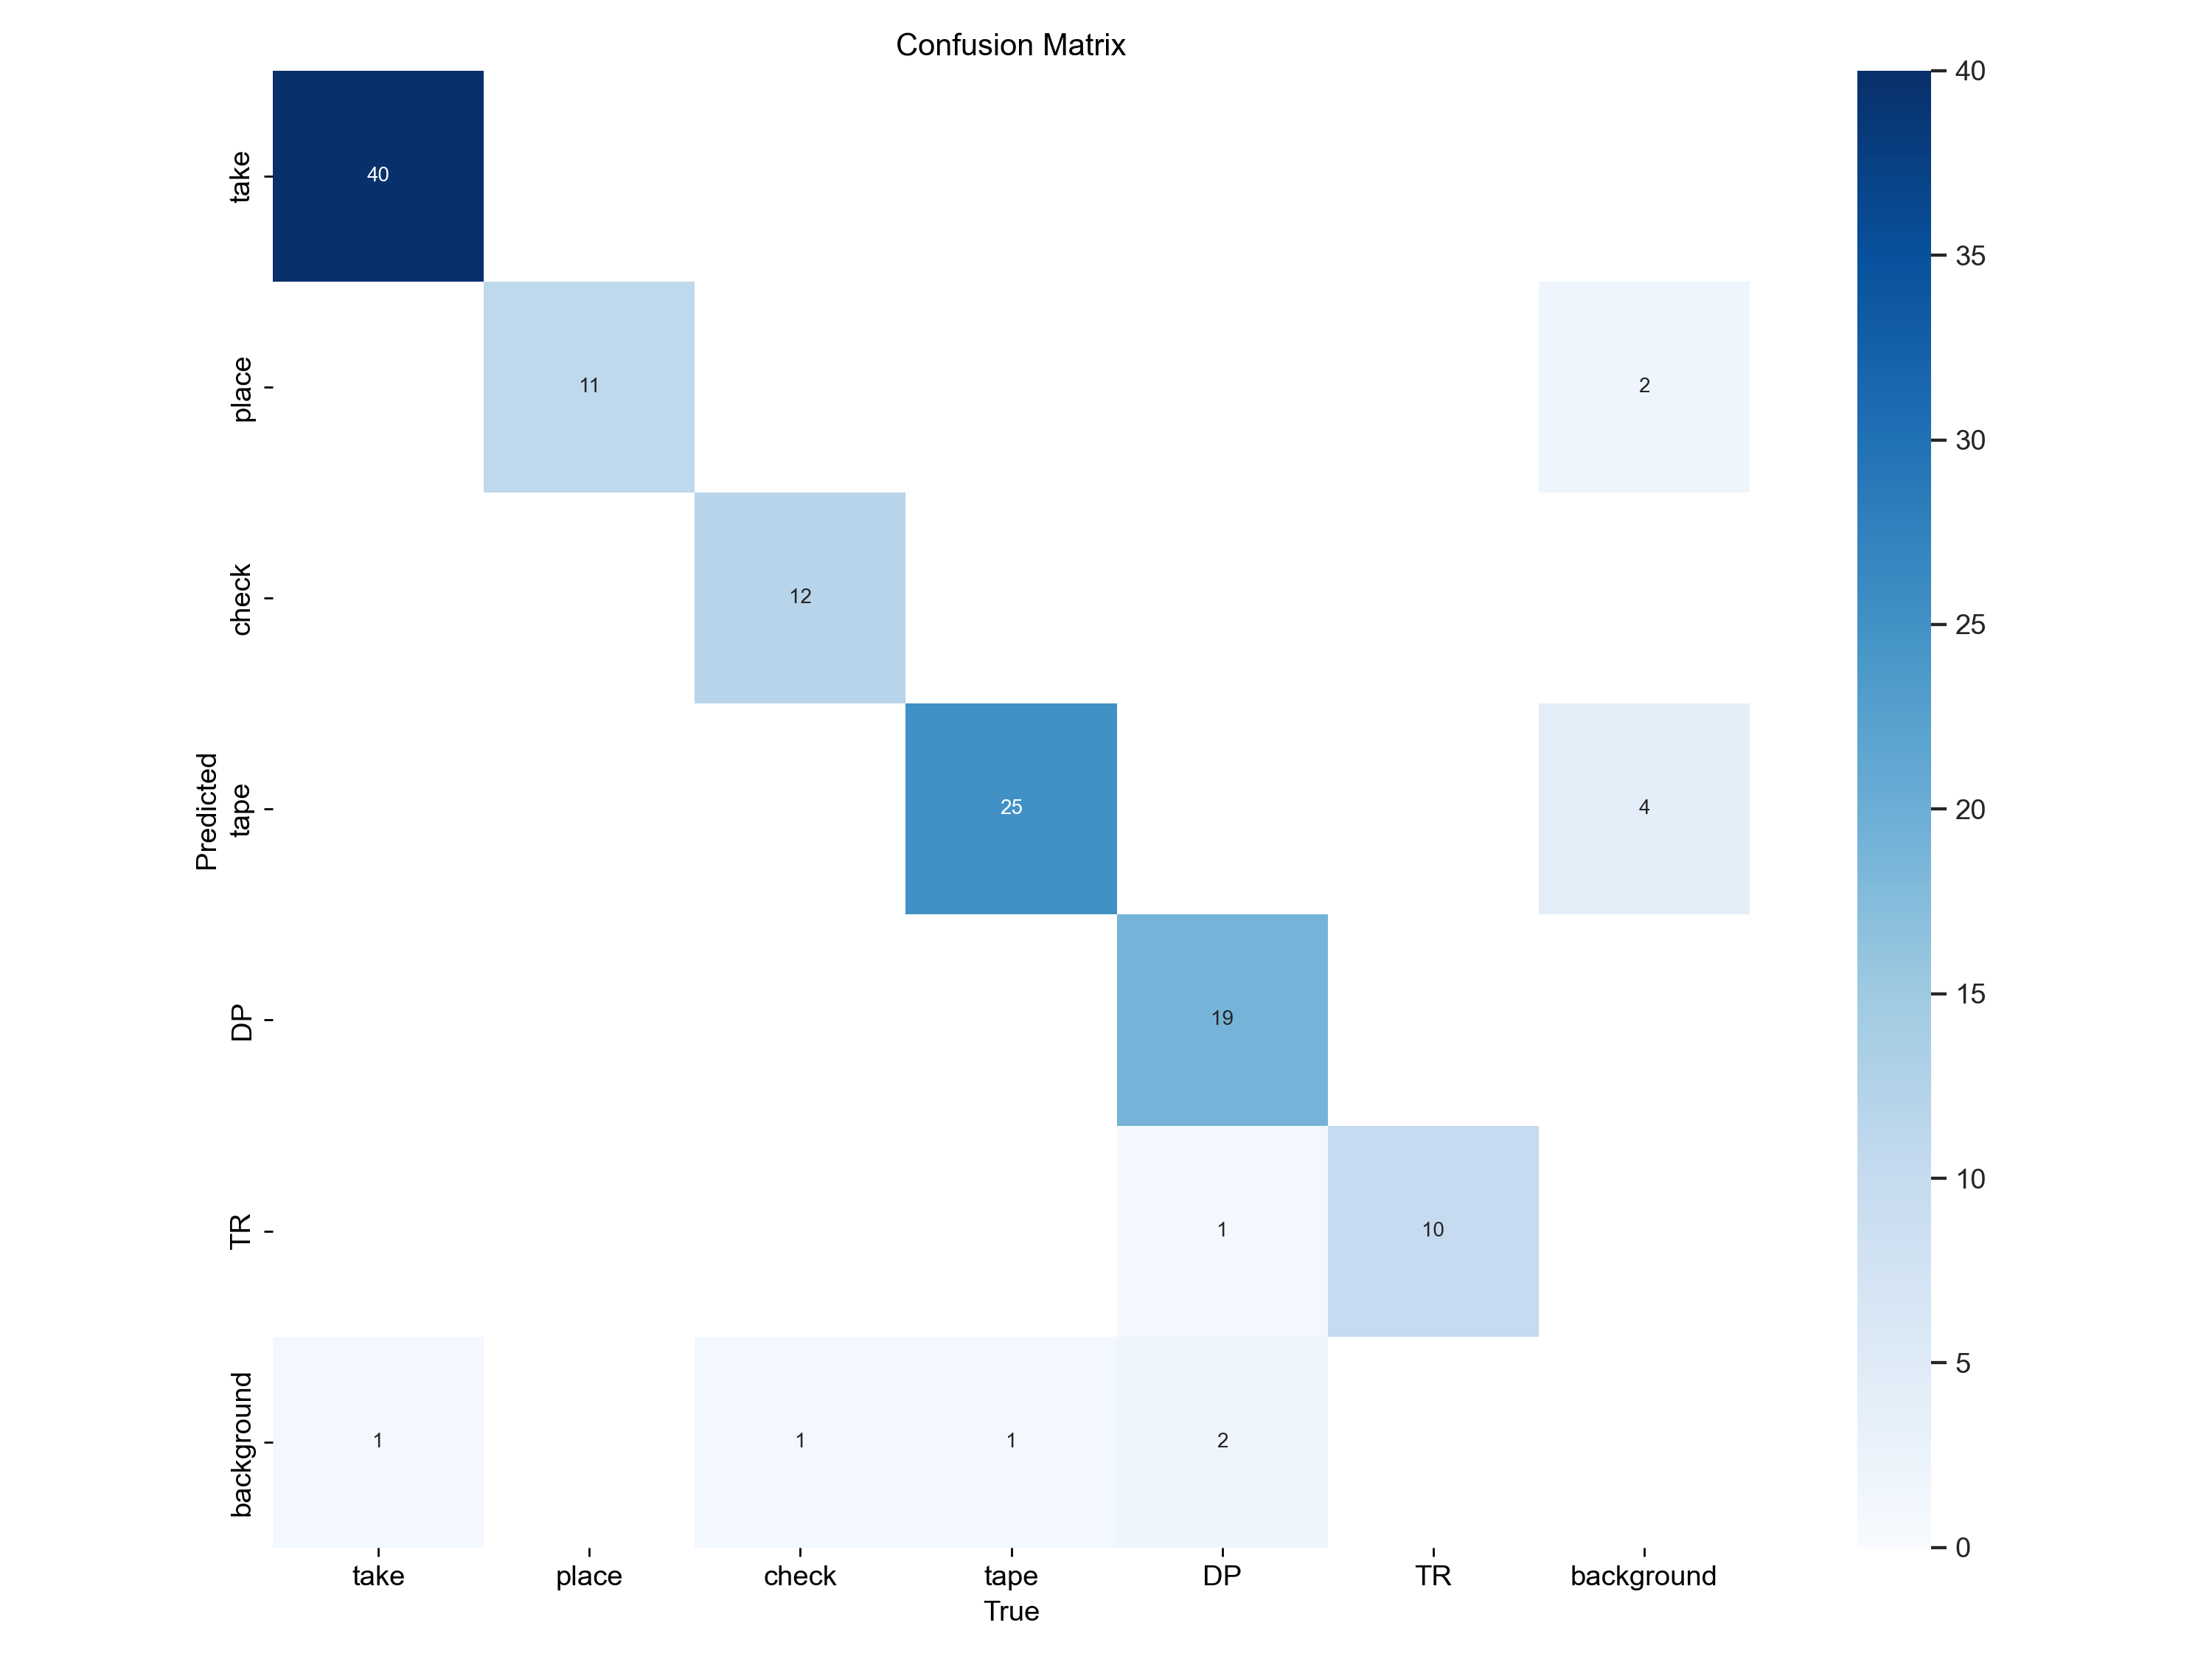 Confusion Matrix
Predicted
take
place
check
tape
DP
TR
background
40
11
2
12
25
4
19
1
10
1
1
1
2
take
place
check
tape
DP
TR
background
True
40
35
30
25
20
15
10
5
0